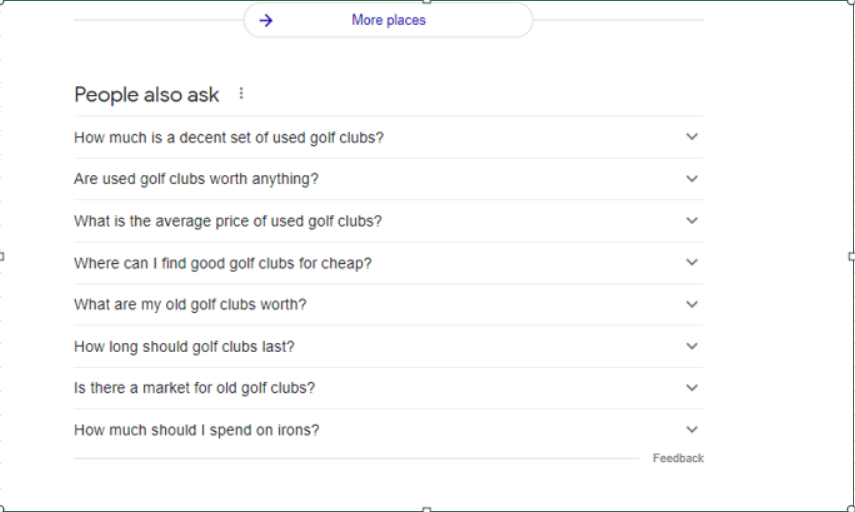 More places
People also ask
How much is a decent set of used golf clubs?
Are used golf clubs worth anything?
What is the average price of used golf clubs?
Where can I find good golf clubs for cheap?
What are my old golf clubs worth?
How long should golf clubs last?
Is there a market for old golf clubs?
How much should I spend on irons?
Feedback